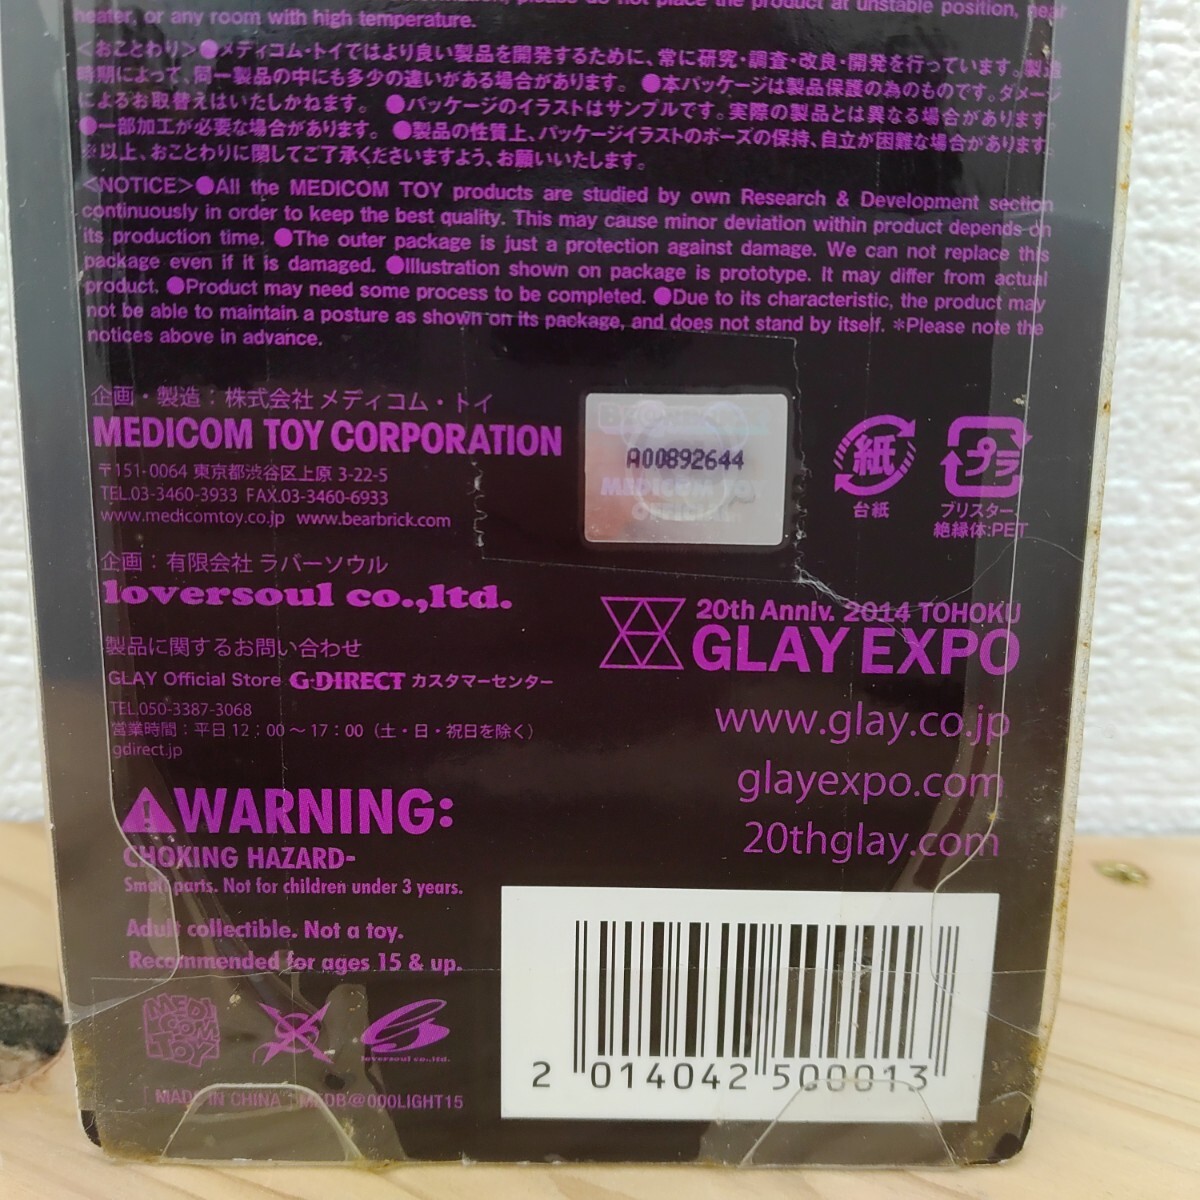 please do not place the product at unstable position, near
heater, or any room with high temperature.
<おことわり>●メディコム・トイではより良い製品を開発するために、常に研究・調査・改良・開発を行っています。製造
時期によって、同一製品の中にも多少の違いがある場合があります。 ●本パッケージは製品保護の為のものです。ダメージ
によるお取替えはいたしかねます。 ●パッケージのイラストはサンプルです。実際の製品とは異なる場合があります。
●一部加工が必要な場合があります。 ●製品の性質上、パッケージイラストのポーズの保持、自立が困難な場合があります。
※以上、おことわりに関してご了承くださいますよう、お願いいたします。
<NOTICE>●All the MEDICOM TOY products are studied by own Research & Development section
continuously in order to keep the best quality. This may cause minor deviation within product depends on
its production time. ●The outer package is just a protection against damage. We can not replace this
package even if it is damaged. ●Illustration shown on package is prototype. It may differ from actual
product. ●Product may need some process to be completed. ●Due to its characteristic, the product may
not be able to maintain a posture as shown on its package, and does not stand by itself. *Please note the
notices above in advance.
企画・製造：株式会社 メディコム・トイ
MEDICOM TOY CORPORATION
〒151-0064 東京都渋谷区上原 3-22-5
TEL.03-3460-3933 FAX.03-3460-6933
www.medicomtoy.co.jp www.bearbrick.com
A00892644
MEDICOM TOY
紙
台紙
プラ
ブリスター、
絶縁体:PET
企画：有限会社 ラバーソウル
loversoul co.,ltd.
製品に関するお問い合わせ
GLAY Official Store G-DIRECT カスタマーセンター
TEL.050-3387-3068
営業時間：平日 12：00～17：00（土・日・祝日を除く）
gdirect.jp
20th Anniv. 2014 TOHOKU
GLAY EXPO
www.glay.co.jp
glayexpo.com
20thglay.com
WARNING:
CHOKING HAZARD-
Small parts. Not for children under 3 years.
Adult collectible. Not a toy.
Recommended for ages 15 & up.
MEDI
COM
TOY
loversoul co.,ltd.
[ MADE IN CHINA ] MEDB@000LIGHT15
2 014042 500013